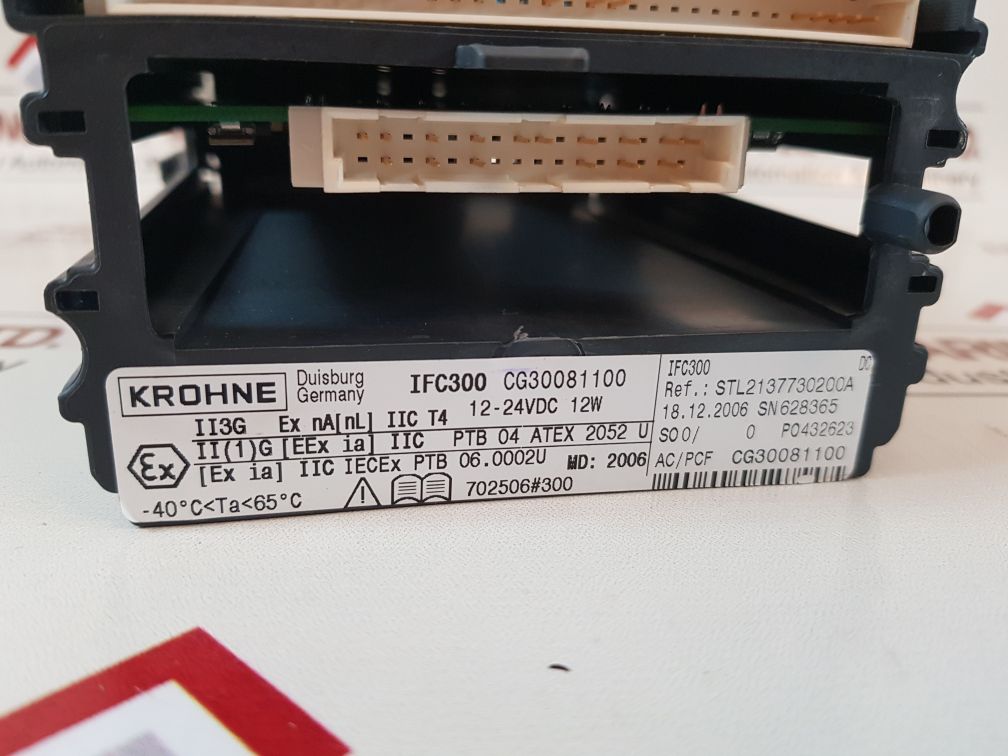 KROHNE
Duisburg
Germany
IFC300 CG30081100
12-24VDC 12W
II3G Ex nA[nL] IIC T4
II(1)G [EEx ia] IIC PTB 04 ATEX 2052 U
[Ex ia] IIC IECEx PTB 06.0002U MD: 2006
Ex
-40°C<Ta<65°C
702506#300
IFC300 DC
Ref.: STL2137730200A
18.12.2006 SN628365
SO0/ 0 P0432623
AC/PCF CG30081100